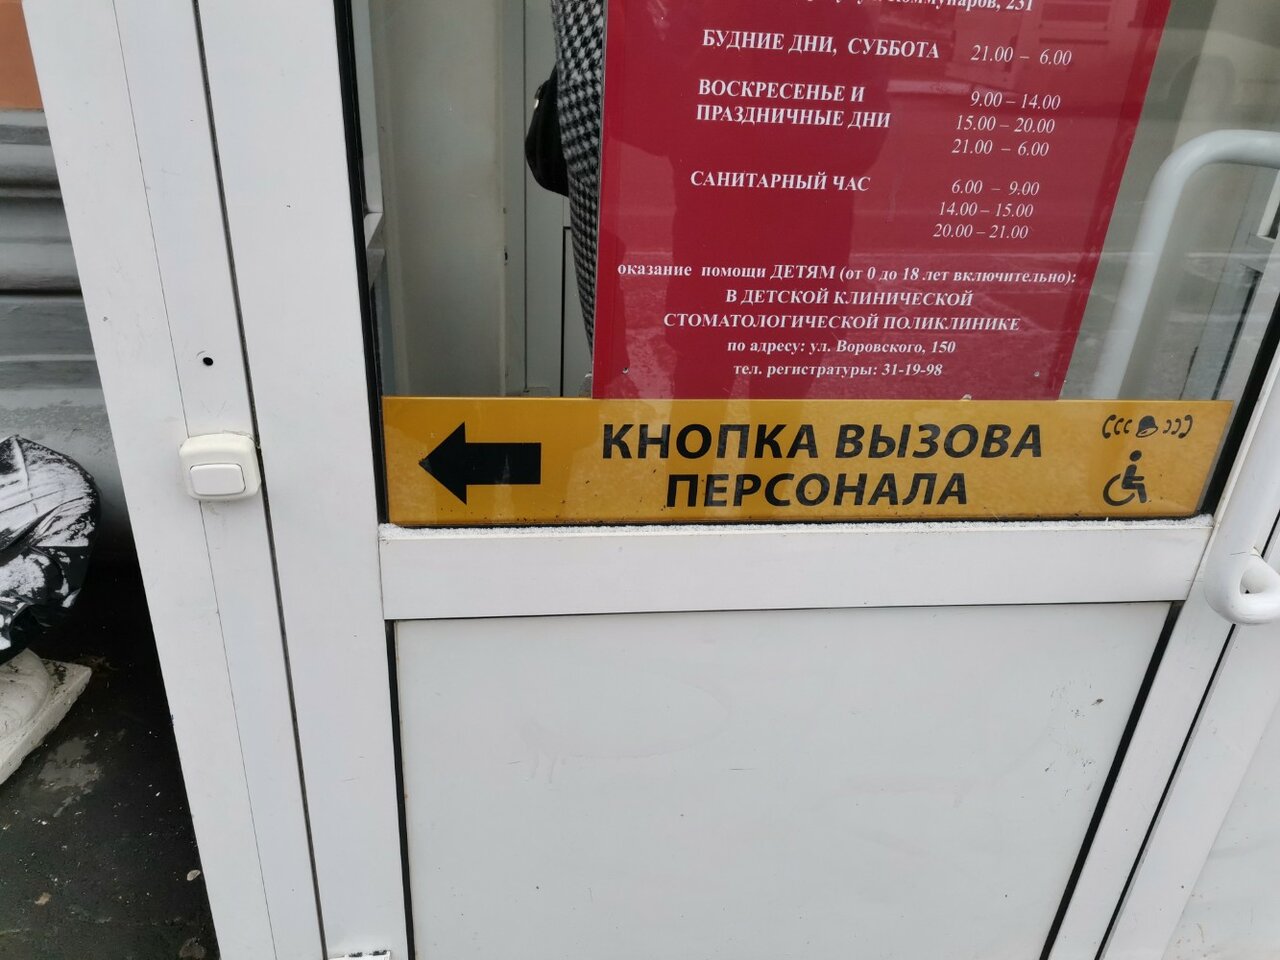 Коммунаров, 231
БУДНИЕ ДНИ, СУББОТА 21.00 – 6.00
ВОСКРЕСЕНЬЕ И 9.00 – 14.00
ПРАЗДНИЧНЫЕ ДНИ 15.00 – 20.00
21.00 – 6.00
САНИТАРНЫЙ ЧАС 6.00 – 9.00
14.00 – 15.00
20.00 – 21.00
оказание помощи ДЕТЯМ (от 0 до 18 лет включительно):
В ДЕТСКОЙ КЛИНИЧЕСКОЙ
СТОМАТОЛОГИЧЕСКОЙ ПОЛИКЛИНИКЕ
по адресу: ул. Воровского, 150
тел. регистратуры: 31-19-98
КНОПКА ВЫЗОВА
ПЕРСОНАЛА